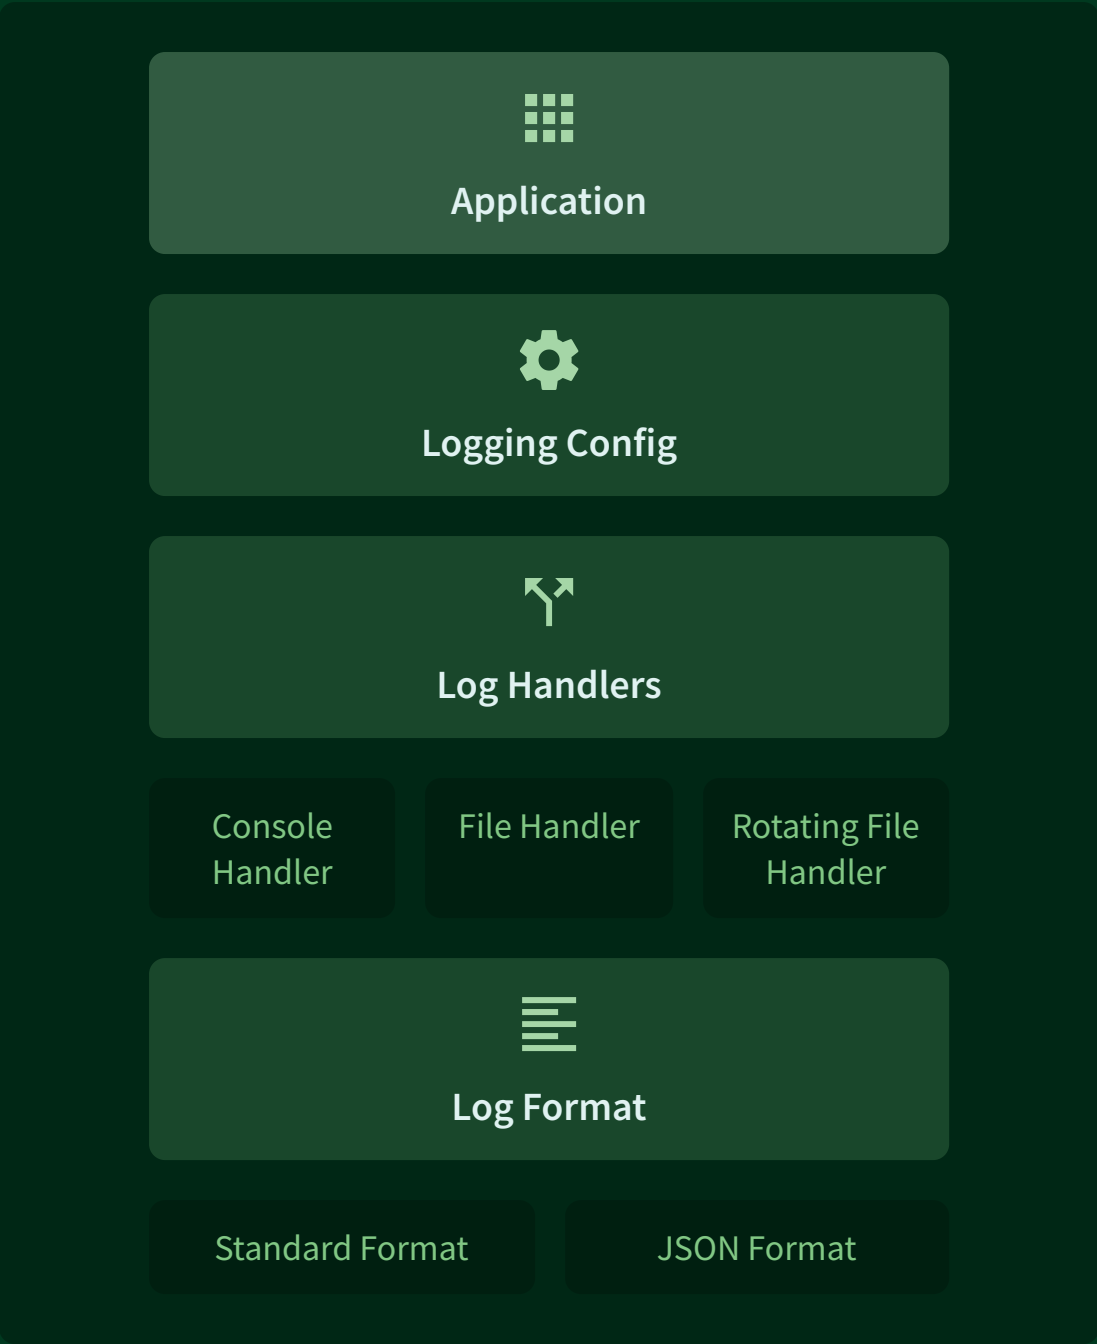 Application
Logging Config
Log Handlers
Console
Handler
File Handler
Rotating File
Handler
Log Format
Standard Format
JSON Format